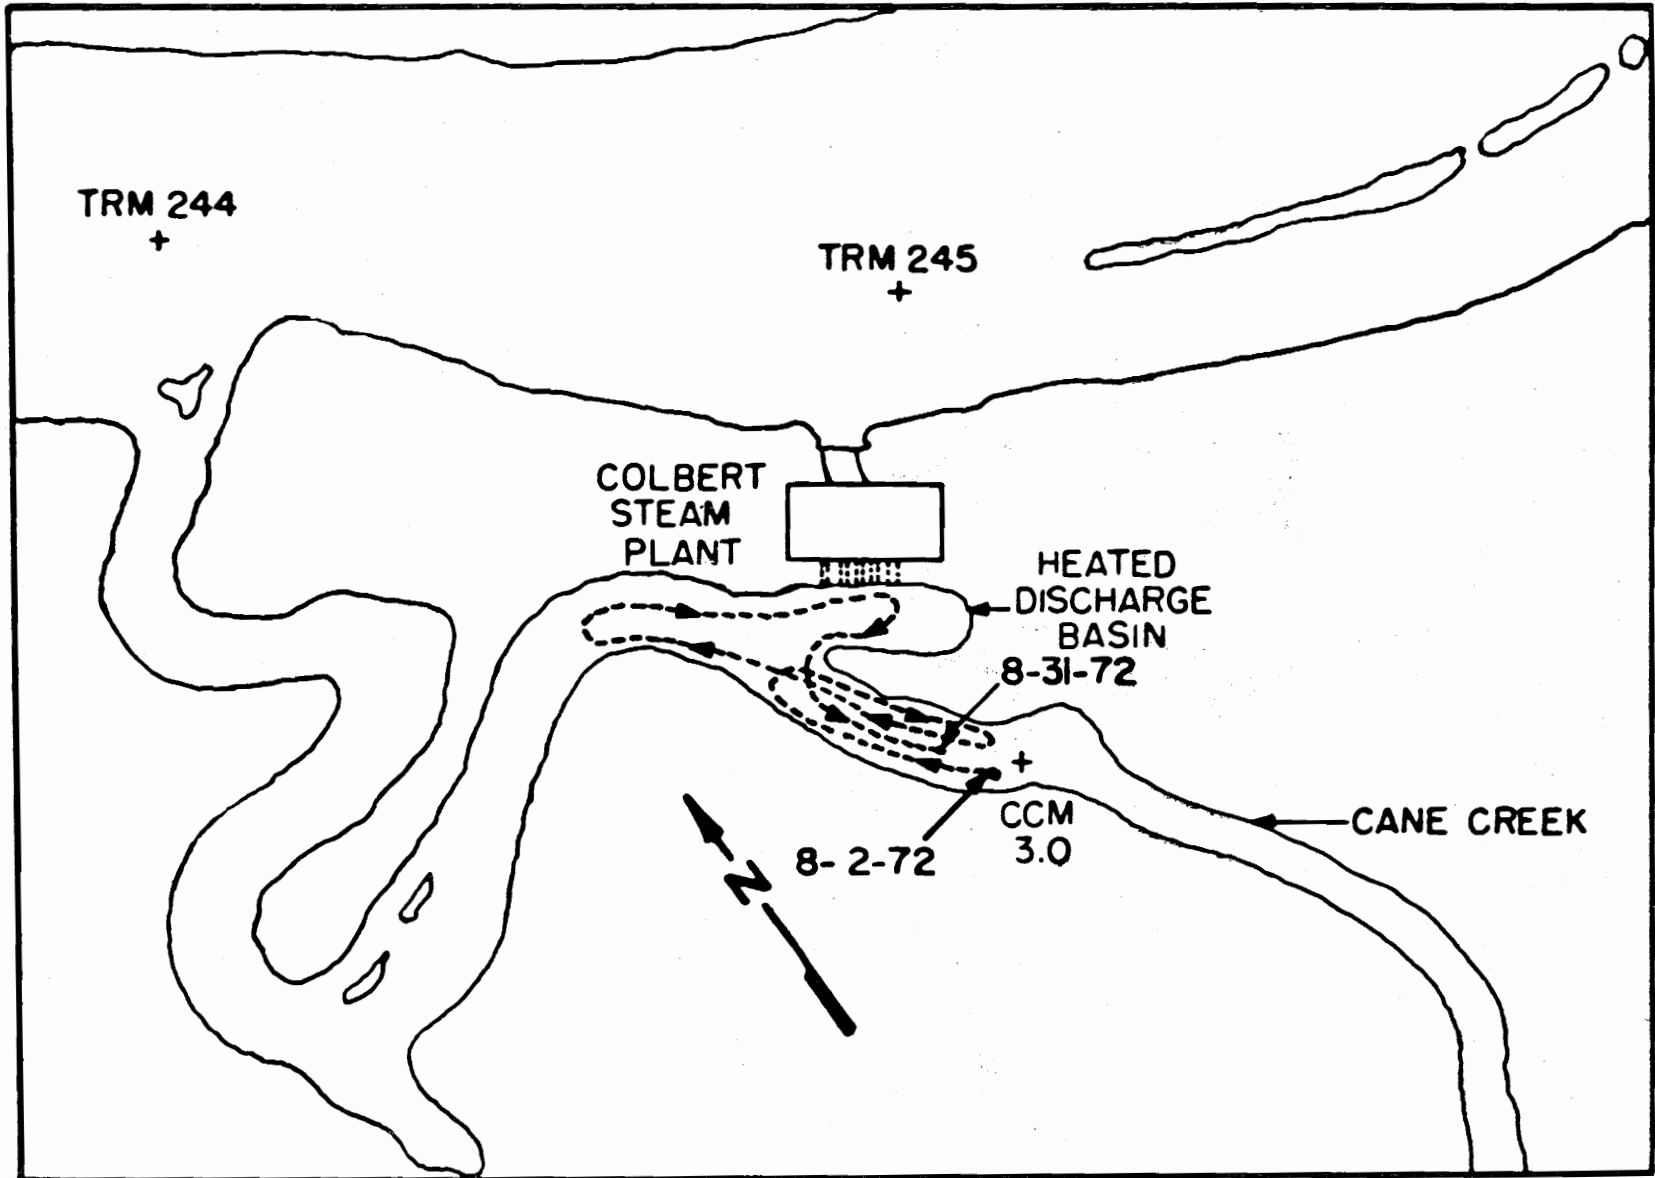 TRM 244
TRM 245
COLBERT
STEAM
PLANT
HEATED
DISCHARGE
BASIN
8-31-72
CCM
3.0
8-2-72
CANE CREEK
N